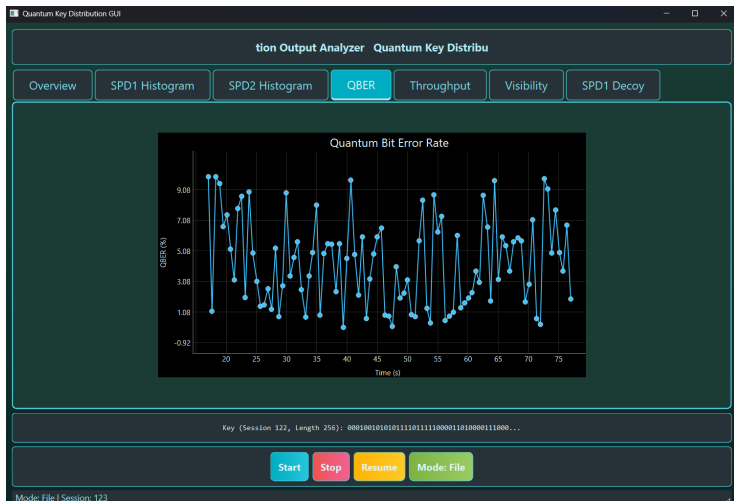 Quantum Key Distribution GUI
tion Output Analyzer   Quantum Key Distribu
Overview SPD1 Histogram SPD2 Histogram QBER Throughput Visibility SPD1 Decoy
Quantum Bit Error Rate
9.08
7.08
5.08
3.08
1.08
-0.92
QBER (%)
20 25 30 35 40 45 50 55 60 65 70 75
Time (s)
Key (Session 122, Length 256): 0001001010101111011111000011010000111000...
Start Stop Resume Mode: File
Mode: File | Session: 123